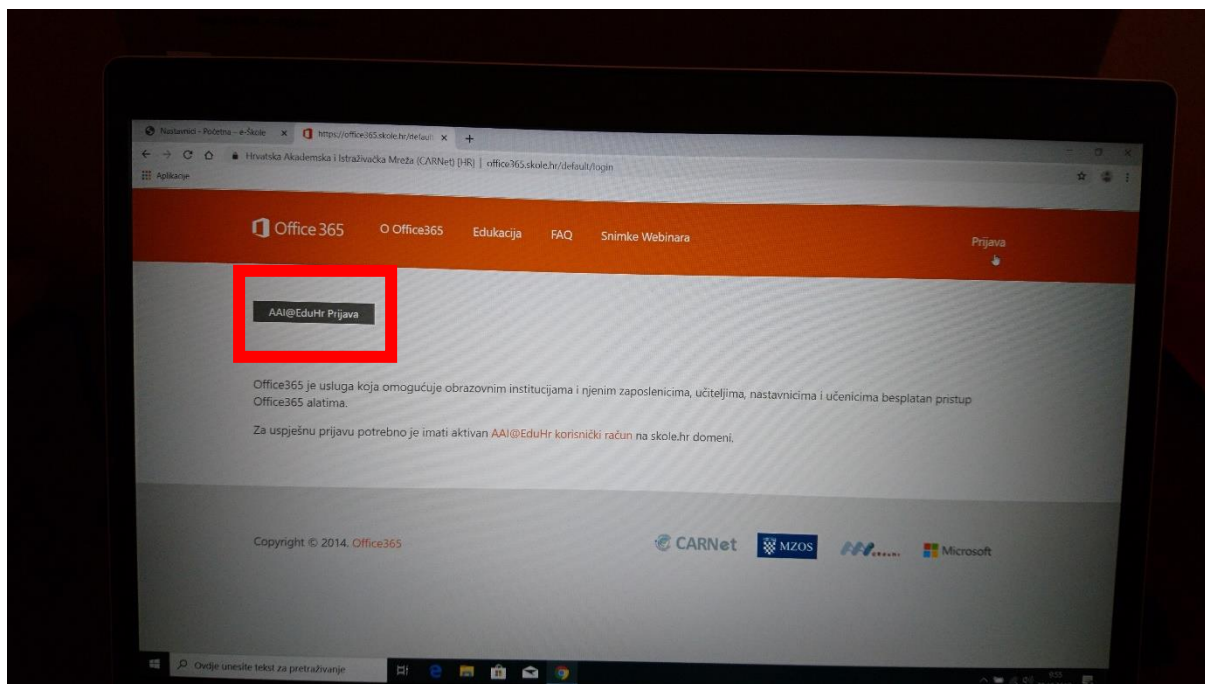 Nastavnici - Početna - e-Škole
https://office365.skole.hr/default
Aplikacije
Hrvatska Akademska i Istraživačka Mreža (CARNet) [HR] | office365.skole.hr/default/login
Office 365
O Office365
Edukacija
FAQ
Snimke Webinara
Prijava
AAI@EduHr Prijava
Office365 je usluga koja omogućuje obrazovnim institucijama i njenim zaposlenicima, učiteljima, nastavnicima i učenicima besplatan pristup
Office365 alatima.
Za uspješnu prijavu potrebno je imati aktivan AAI@EduHr korisnički račun na skole.hr domeni.
Copyright © 2014. Office365
CARNet
MZOS
Microsoft
Ovdje unesite tekst za pretraživanje
9:55